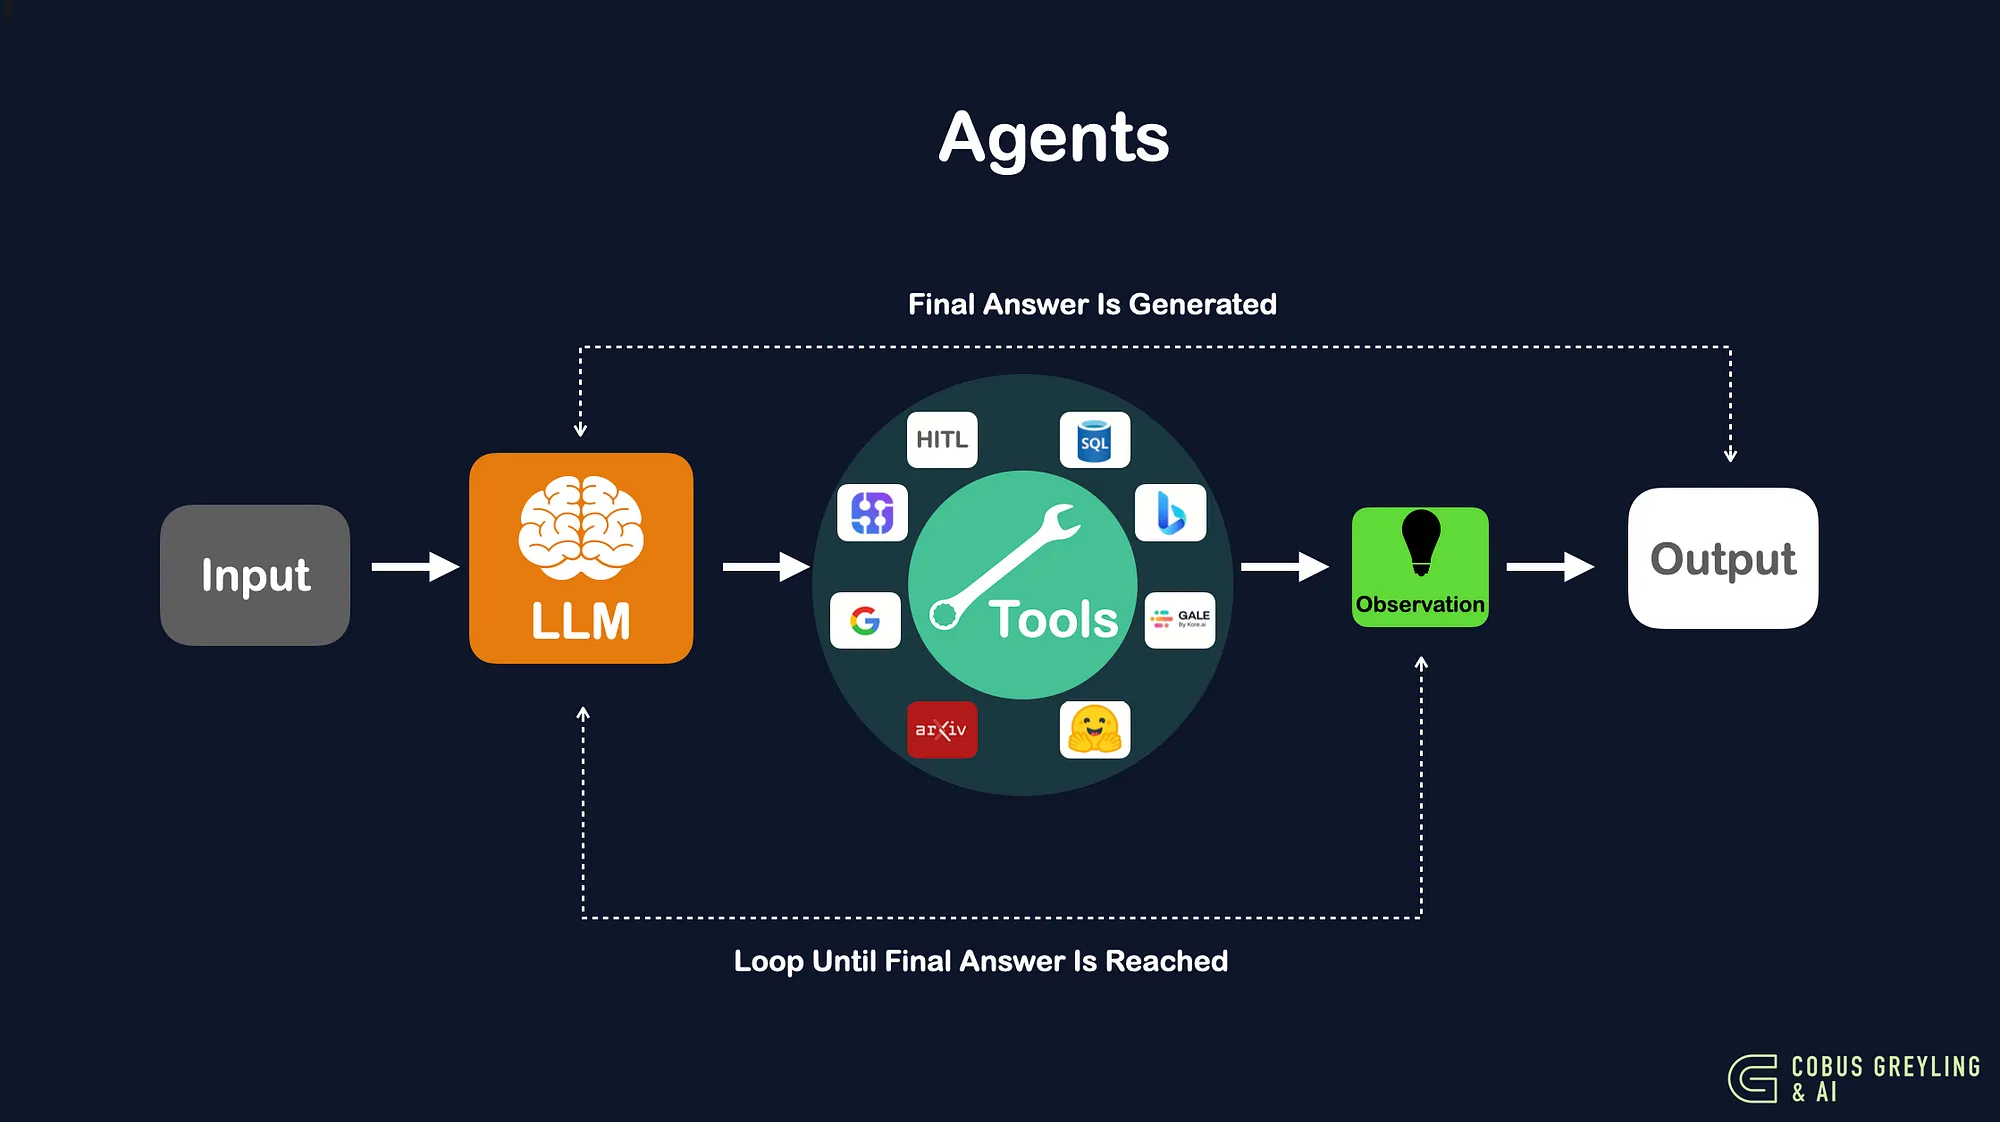 Agents
Final Answer Is Generated
HITL
SQL
Input
LLM
Tools
GALE
By Kore.ai
Observation
Output
arXiv
Loop Until Final Answer Is Reached
COBUS GREYLING
& AI